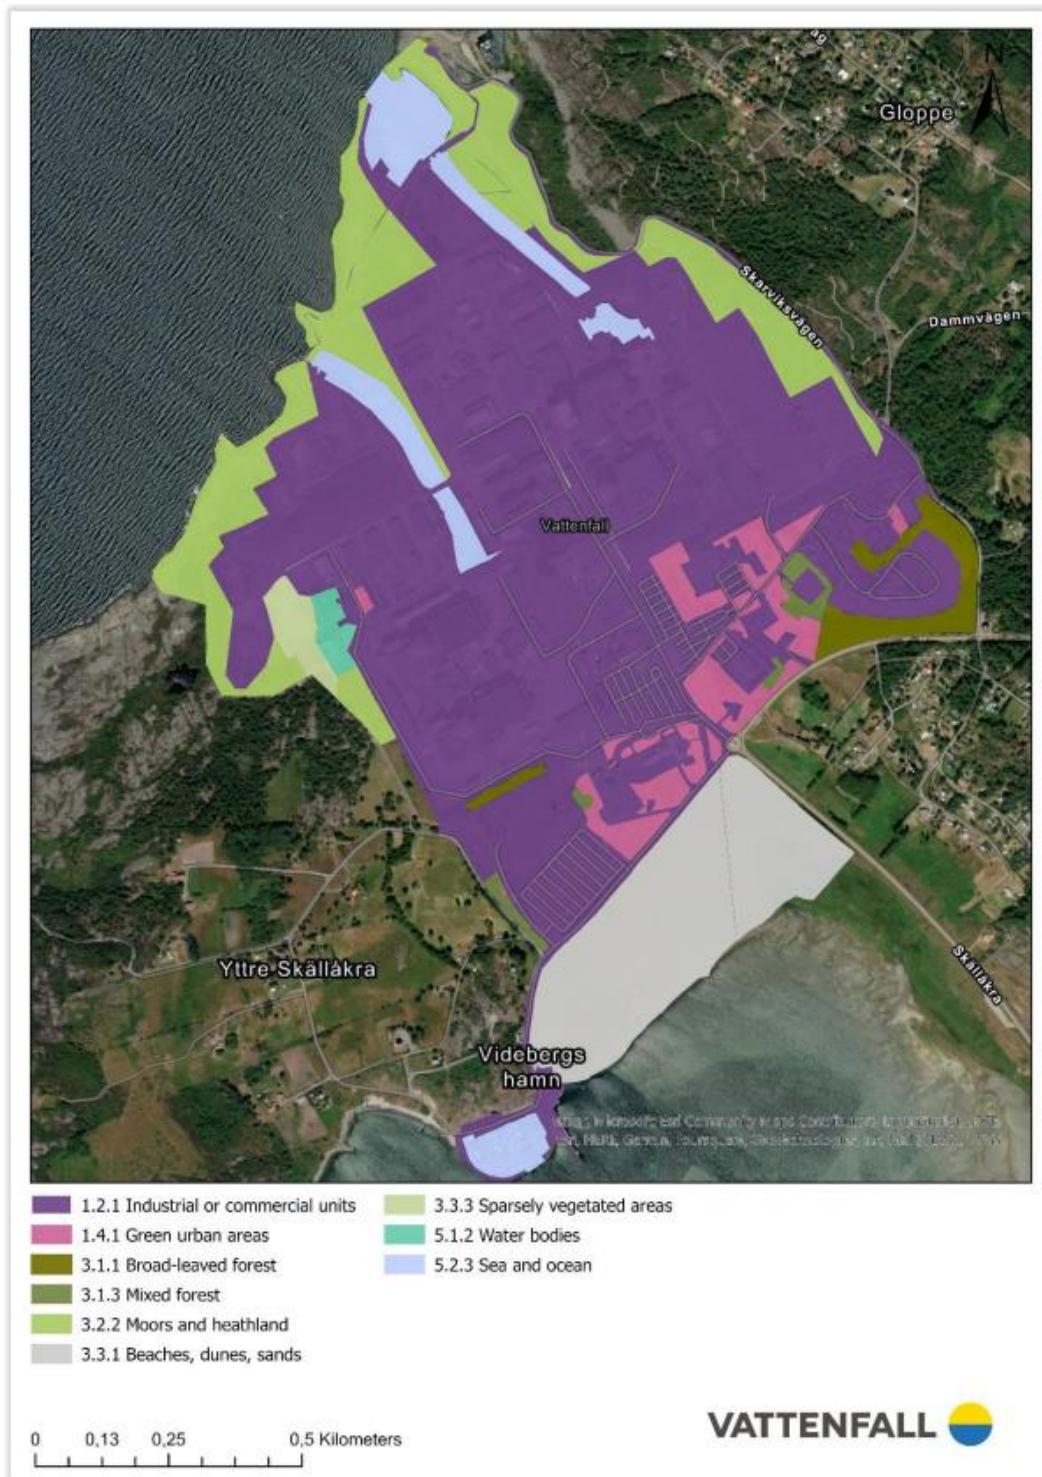 ag
N
Gloppe
Skarviksvägen
Dammvägen
Vattenfall
Yttre Skällåkra
Skällåkra
Videbergs
hamn
1.2.1 Industrial or commercial units
1.4.1 Green urban areas
3.1.1 Broad-leaved forest
3.1.3 Mixed forest
3.2.2 Moors and heathland
3.3.1 Beaches, dunes, sands
3.3.3 Sparsely vegetated areas
5.1.2 Water bodies
5.2.3 Sea and ocean
0 0,13 0,25 0,5 Kilometers
VATTENFALL